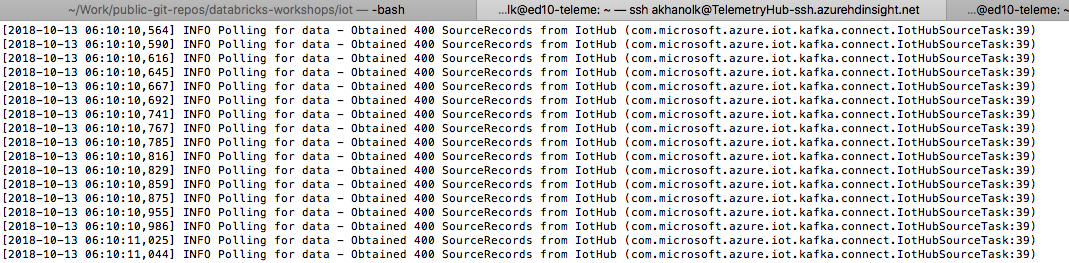 ~/Work/public-git-repos/databricks-workshops/iot — -bash
...lk@ed10-teleme: ~ — ssh akhanolk@TelemetryHub-ssh.azurehdinsight.net
...@ed10-teleme: ~
[2018-10-13 06:10:10,564] INFO Polling for data - Obtained 400 SourceRecords from IotHub (com.microsoft.azure.iot.kafka.connect.IotHubSourceTask:39)
[2018-10-13 06:10:10,590] INFO Polling for data - Obtained 400 SourceRecords from IotHub (com.microsoft.azure.iot.kafka.connect.IotHubSourceTask:39)
[2018-10-13 06:10:10,616] INFO Polling for data - Obtained 400 SourceRecords from IotHub (com.microsoft.azure.iot.kafka.connect.IotHubSourceTask:39)
[2018-10-13 06:10:10,645] INFO Polling for data - Obtained 400 SourceRecords from IotHub (com.microsoft.azure.iot.kafka.connect.IotHubSourceTask:39)
[2018-10-13 06:10:10,667] INFO Polling for data - Obtained 400 SourceRecords from IotHub (com.microsoft.azure.iot.kafka.connect.IotHubSourceTask:39)
[2018-10-13 06:10:10,692] INFO Polling for data - Obtained 400 SourceRecords from IotHub (com.microsoft.azure.iot.kafka.connect.IotHubSourceTask:39)
[2018-10-13 06:10:10,741] INFO Polling for data - Obtained 400 SourceRecords from IotHub (com.microsoft.azure.iot.kafka.connect.IotHubSourceTask:39)
[2018-10-13 06:10:10,767] INFO Polling for data - Obtained 400 SourceRecords from IotHub (com.microsoft.azure.iot.kafka.connect.IotHubSourceTask:39)
[2018-10-13 06:10:10,785] INFO Polling for data - Obtained 400 SourceRecords from IotHub (com.microsoft.azure.iot.kafka.connect.IotHubSourceTask:39)
[2018-10-13 06:10:10,816] INFO Polling for data - Obtained 400 SourceRecords from IotHub (com.microsoft.azure.iot.kafka.connect.IotHubSourceTask:39)
[2018-10-13 06:10:10,829] INFO Polling for data - Obtained 400 SourceRecords from IotHub (com.microsoft.azure.iot.kafka.connect.IotHubSourceTask:39)
[2018-10-13 06:10:10,859] INFO Polling for data - Obtained 400 SourceRecords from IotHub (com.microsoft.azure.iot.kafka.connect.IotHubSourceTask:39)
[2018-10-13 06:10:10,875] INFO Polling for data - Obtained 400 SourceRecords from IotHub (com.microsoft.azure.iot.kafka.connect.IotHubSourceTask:39)
[2018-10-13 06:10:10,955] INFO Polling for data - Obtained 400 SourceRecords from IotHub (com.microsoft.azure.iot.kafka.connect.IotHubSourceTask:39)
[2018-10-13 06:10:10,986] INFO Polling for data - Obtained 400 SourceRecords from IotHub (com.microsoft.azure.iot.kafka.connect.IotHubSourceTask:39)
[2018-10-13 06:10:11,025] INFO Polling for data - Obtained 400 SourceRecords from IotHub (com.microsoft.azure.iot.kafka.connect.IotHubSourceTask:39)
[2018-10-13 06:10:11,044] INFO Polling for data - Obtained 400 SourceRecords from IotHub (com.microsoft.azure.iot.kafka.connect.IotHubSourceTask:39)